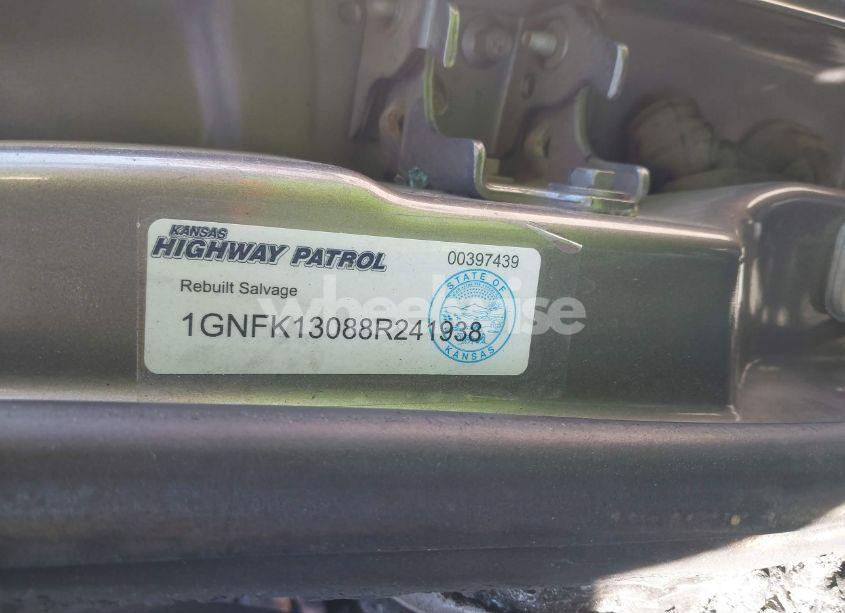 KANSAS
HIGHWAY PATROL
00397439
Rebuilt Salvage
1GNFK13088R241938
STATE OF
KANSAS